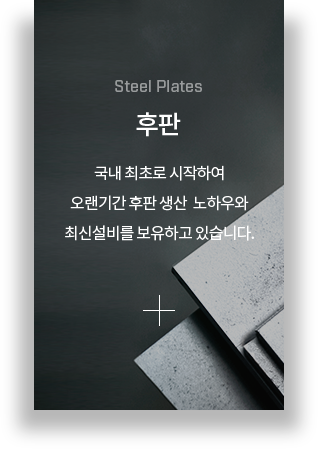 Steel Plates
후판
국내 최초로 시작하여
오랜기간 후판 생산 노하우와
최신설비를 보유하고 있습니다.